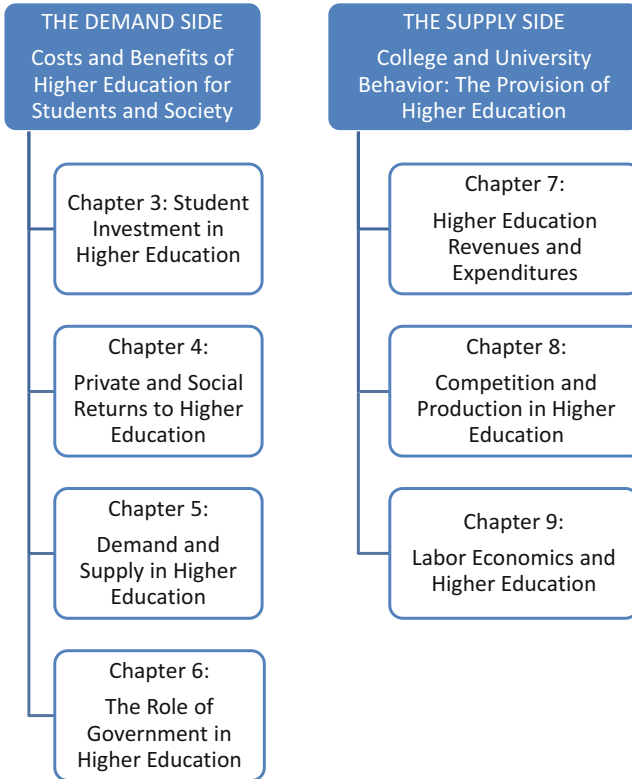 THE DEMAND SIDE
Costs and Benefits of
Higher Education for
Students and Society
Chapter 3: Student
Investment in
Higher Education
Chapter 4:
Private and Social
Returns to Higher
Education
Chapter 5:
Demand and
Supply in Higher
Education
Chapter 6:
The Role of
Government in
Higher Education
THE SUPPLY SIDE
College and University
Behavior: The Provision of
Higher Education
Chapter 7:
Higher Education
Revenues and
Expenditures
Chapter 8:
Competition and
Production in Higher
Education
Chapter 9:
Labor Economics and
Higher Education